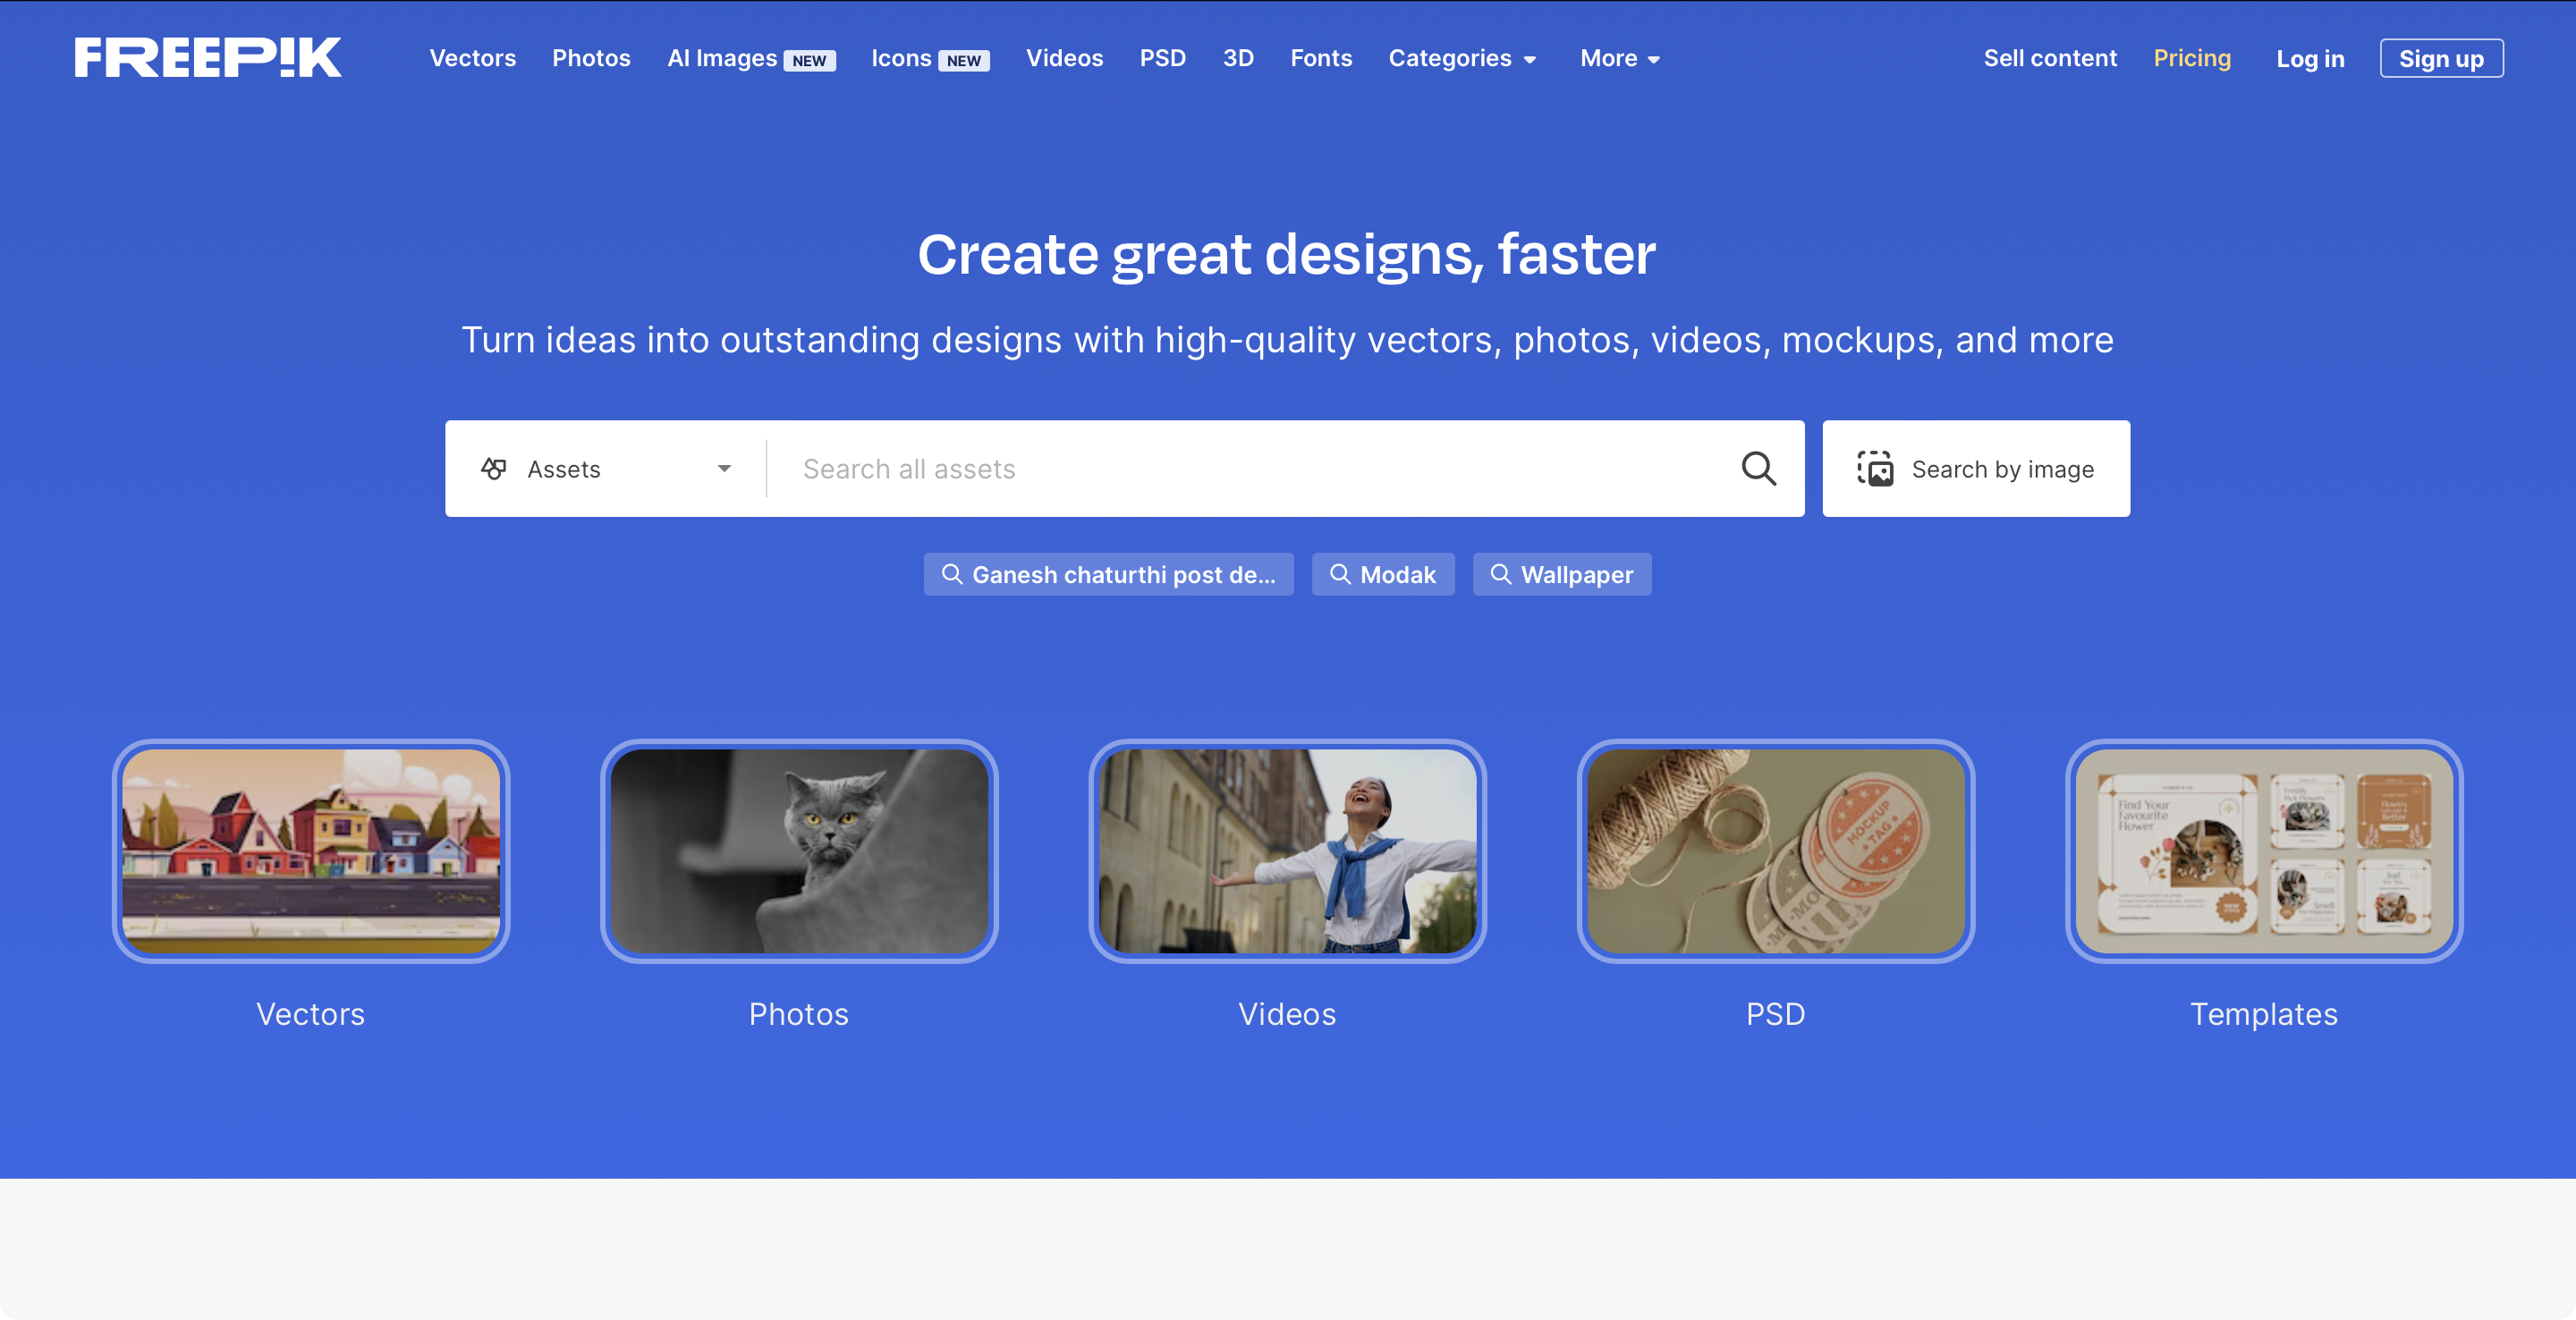 FREEP!K
Vectors
Photos
AI Images NEW
Icons NEW
Videos
PSD
3D
Fonts
Categories
More
Sell content
Pricing
Log in
Sign up
Create great designs, faster
Turn ideas into outstanding designs with high-quality vectors, photos, videos, mockups, and more
Assets
Search all assets
Search by image
Ganesh chaturthi post de...
Modak
Wallpaper
MOCKUP
TAG
Find Your
Favourite
Flower
Vectors
Photos
Videos
PSD
Templates